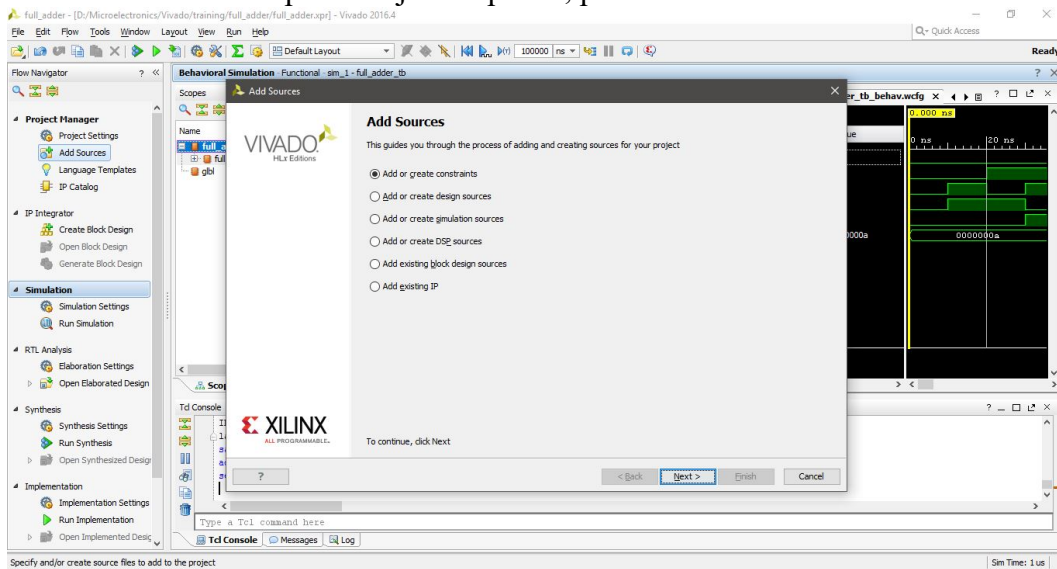 full_adder - [D:/Microelectronics/Vivado/training/full_adder/full_adder.xpr] - Vivado 2016.4
File Edit Flow Tools Window Layout View Run Help
Q- Quick Access
Default Layout
100000 ns
Ready
Flow Navigator ? «
Behavioral Simulation - Functional - sim_1 - full_adder_tb
Scopes
Name
glbl
Add Sources
VIVADO
HLx Editions
Add Sources
This guides you through the process of adding and creating sources for your project
Add or create constraints
Add or create design sources
Add or create simulation sources
Add or create DSP sources
Add existing block design sources
Add existing IP
XILINX
ALL PROGRAMMABLE.
To continue, click Next
?
< Back
Next >
Finish
Cancel
er_tb_behav.wcfg
0.000 ns
0 ns
20 ns
0000a
0000000a
Project Manager
Project Settings
Add Sources
Language Templates
IP Catalog
IP Integrator
Create Block Design
Open Block Design
Generate Block Design
Simulation
Simulation Settings
Run Simulation
RTL Analysis
Elaboration Settings
Open Elaborated Design
Synthesis
Synthesis Settings
Run Synthesis
Open Synthesized Design
Implementation
Implementation Settings
Run Implementation
Open Implemented Desig
Tcl Console
Type a Tcl command here
Tcl Console Messages Log
Specify and/or create source files to add to the project
Sim Time: 1 us